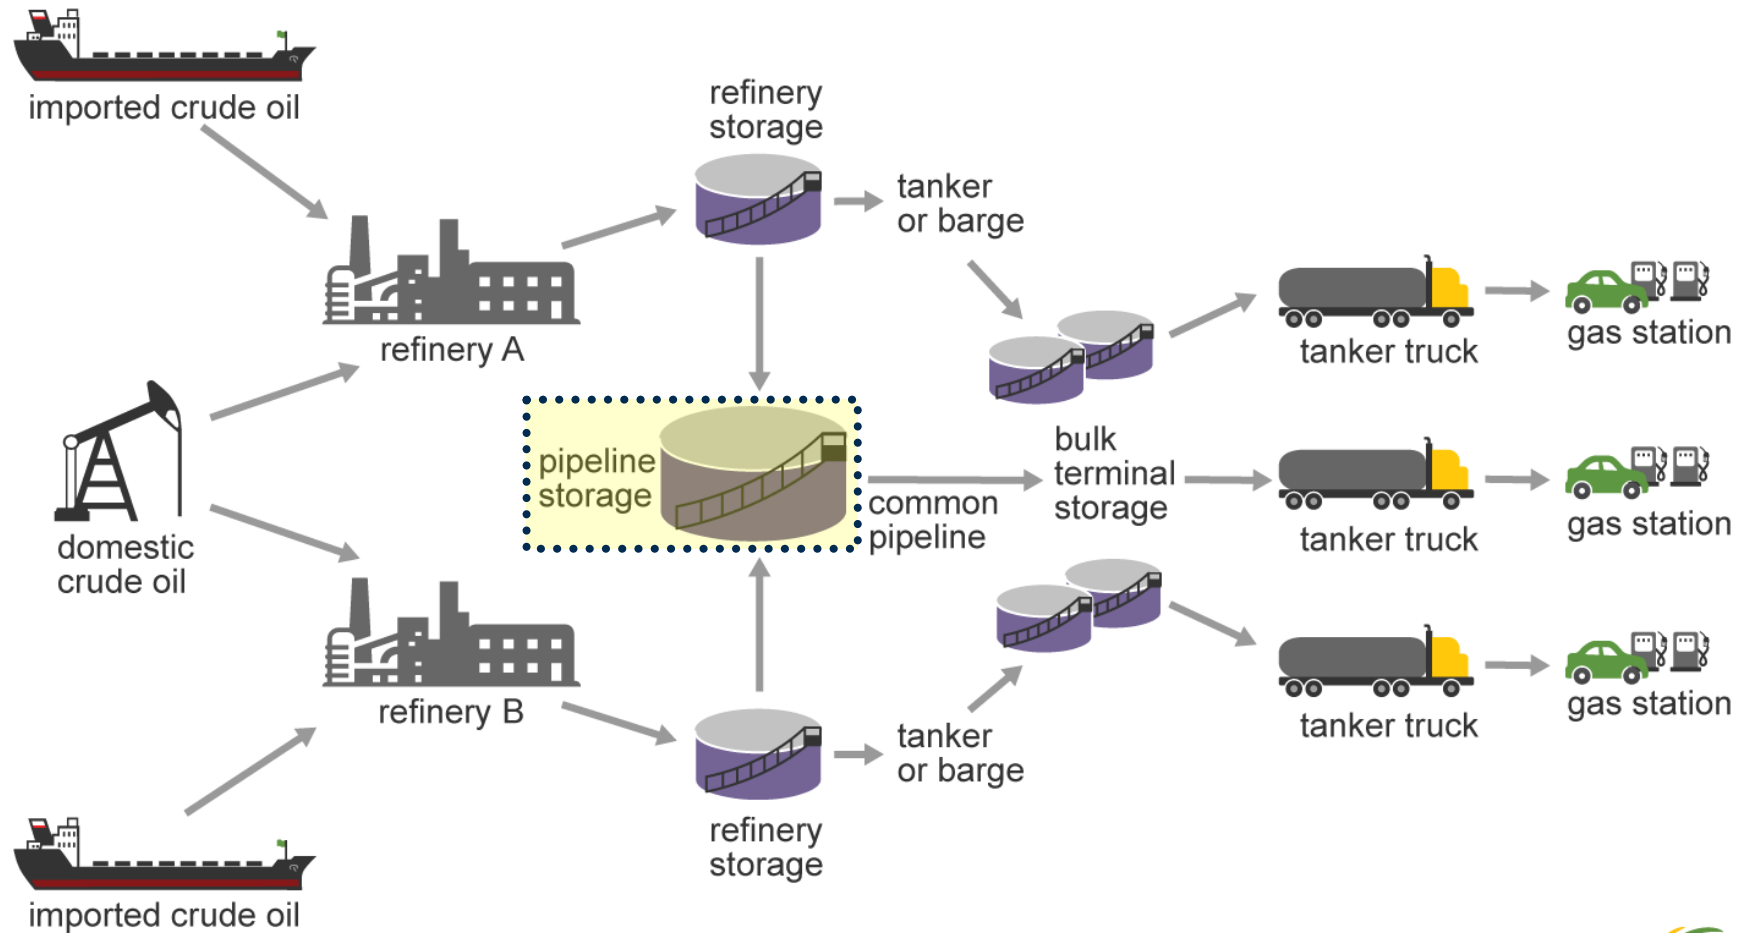 imported crude oil
refinery
storage
tanker
or barge
refinery A
tanker truck
gas station
pipeline
storage
common
pipeline
bulk
terminal
storage
tanker truck
gas station
domestic
crude oil
refinery B
tanker
or barge
tanker truck
gas station
refinery
storage
imported crude oil